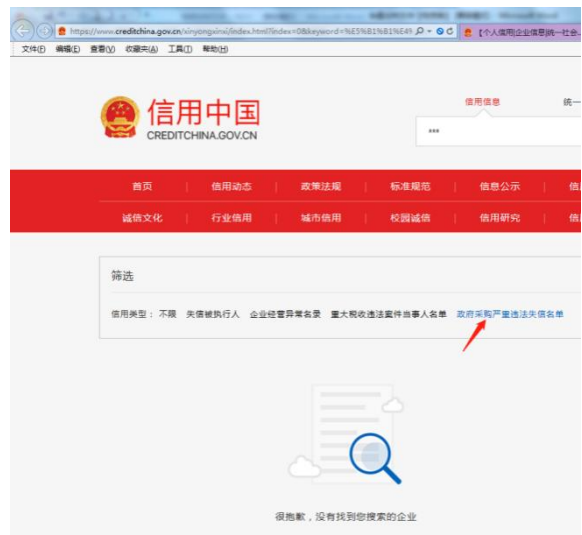 https://www.creditchina.gov.cn/xinyongxinxi/index.html?index=0&keyword=%E5%B1%B1%E4%
【个人信用|企业信息|统一社会...
文件(F) 编辑(E) 查看(V) 收藏夹(A) 工具(T) 帮助(H)
信用中国
CREDITCHINA.GOV.CN
信用信息 统一
***
首页 信用动态 政策法规 标准规范 信息公示
诚信文化 行业信用 城市信用 校园诚信 信用研究
筛选
信用类型： 不限 失信被执行人 企业经营异常名录 重大税收违法案件当事人名单 政府采购严重违法失信名单
很抱歉，没有找到您搜索的企业